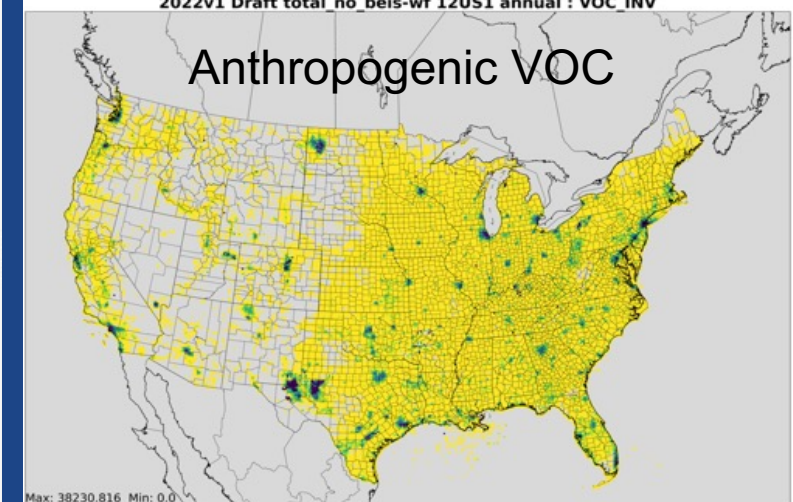 2022v1 Draft total_no_beis-wf 12US1 annual : VOC_INV
Anthropogenic VOC
Max: 38230.816 Min: 0.0